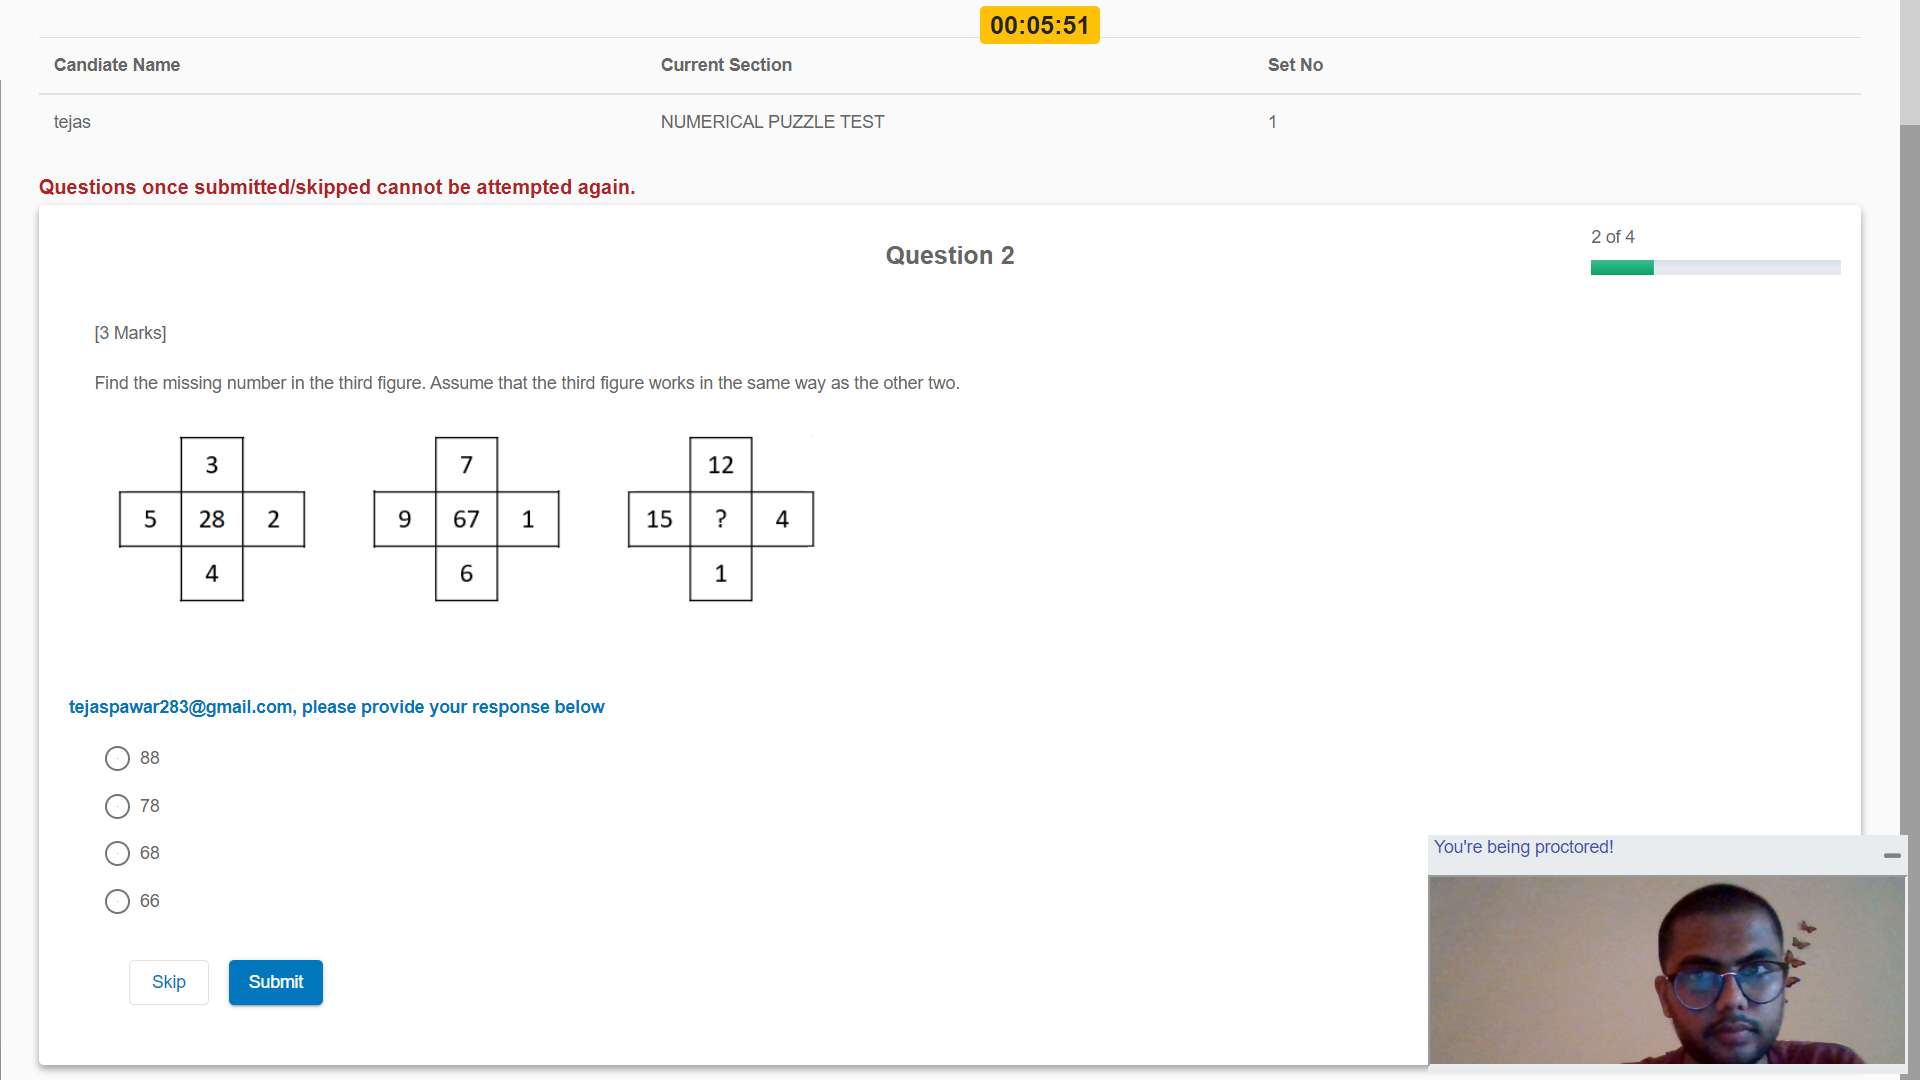 00:05:51
Candiate Name Current Section Set No
tejas NUMERICAL PUZZLE TEST 1
Questions once submitted/skipped cannot be attempted again.
2 of 4
Question 2
[3 Marks]
Find the missing number in the third figure. Assume that the third figure works in the same way as the other two.
3 7 12
5 28 2 9 67 1 15 ? 4
4 6 1
tejaspawar283@gmail.com, please provide your response below
88
78
68
66
You're being proctored!
Skip Submit